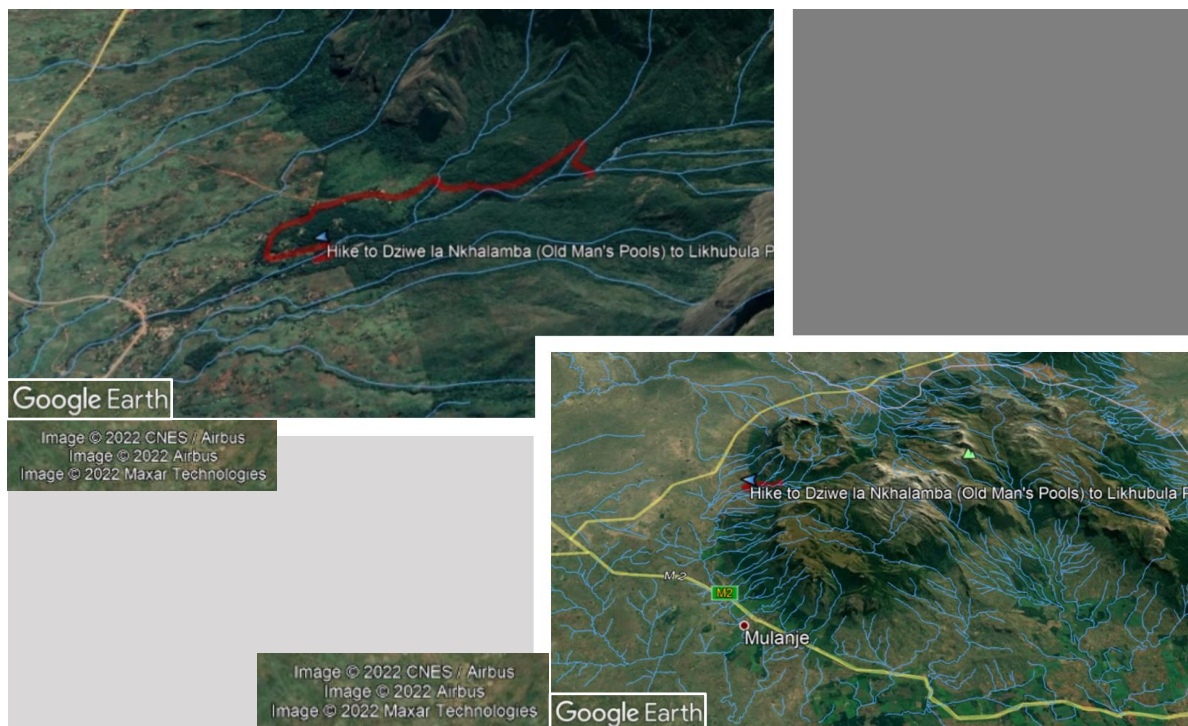 Hike to Dziwe la Nkhalamba (Old Man's Pools) to Likhubula P
Google Earth
Image © 2022 CNES / Airbus
Image © 2022 Airbus
Image © 2022 Maxar Technologies
Hike to Dziwe la Nkhalamba (Old Man's Pools) to Likhubula P
M 2
M2
Mulanje
Image © 2022 CNES / Airbus
Image © 2022 Airbus
Image © 2022 Maxar Technologies
Google Earth